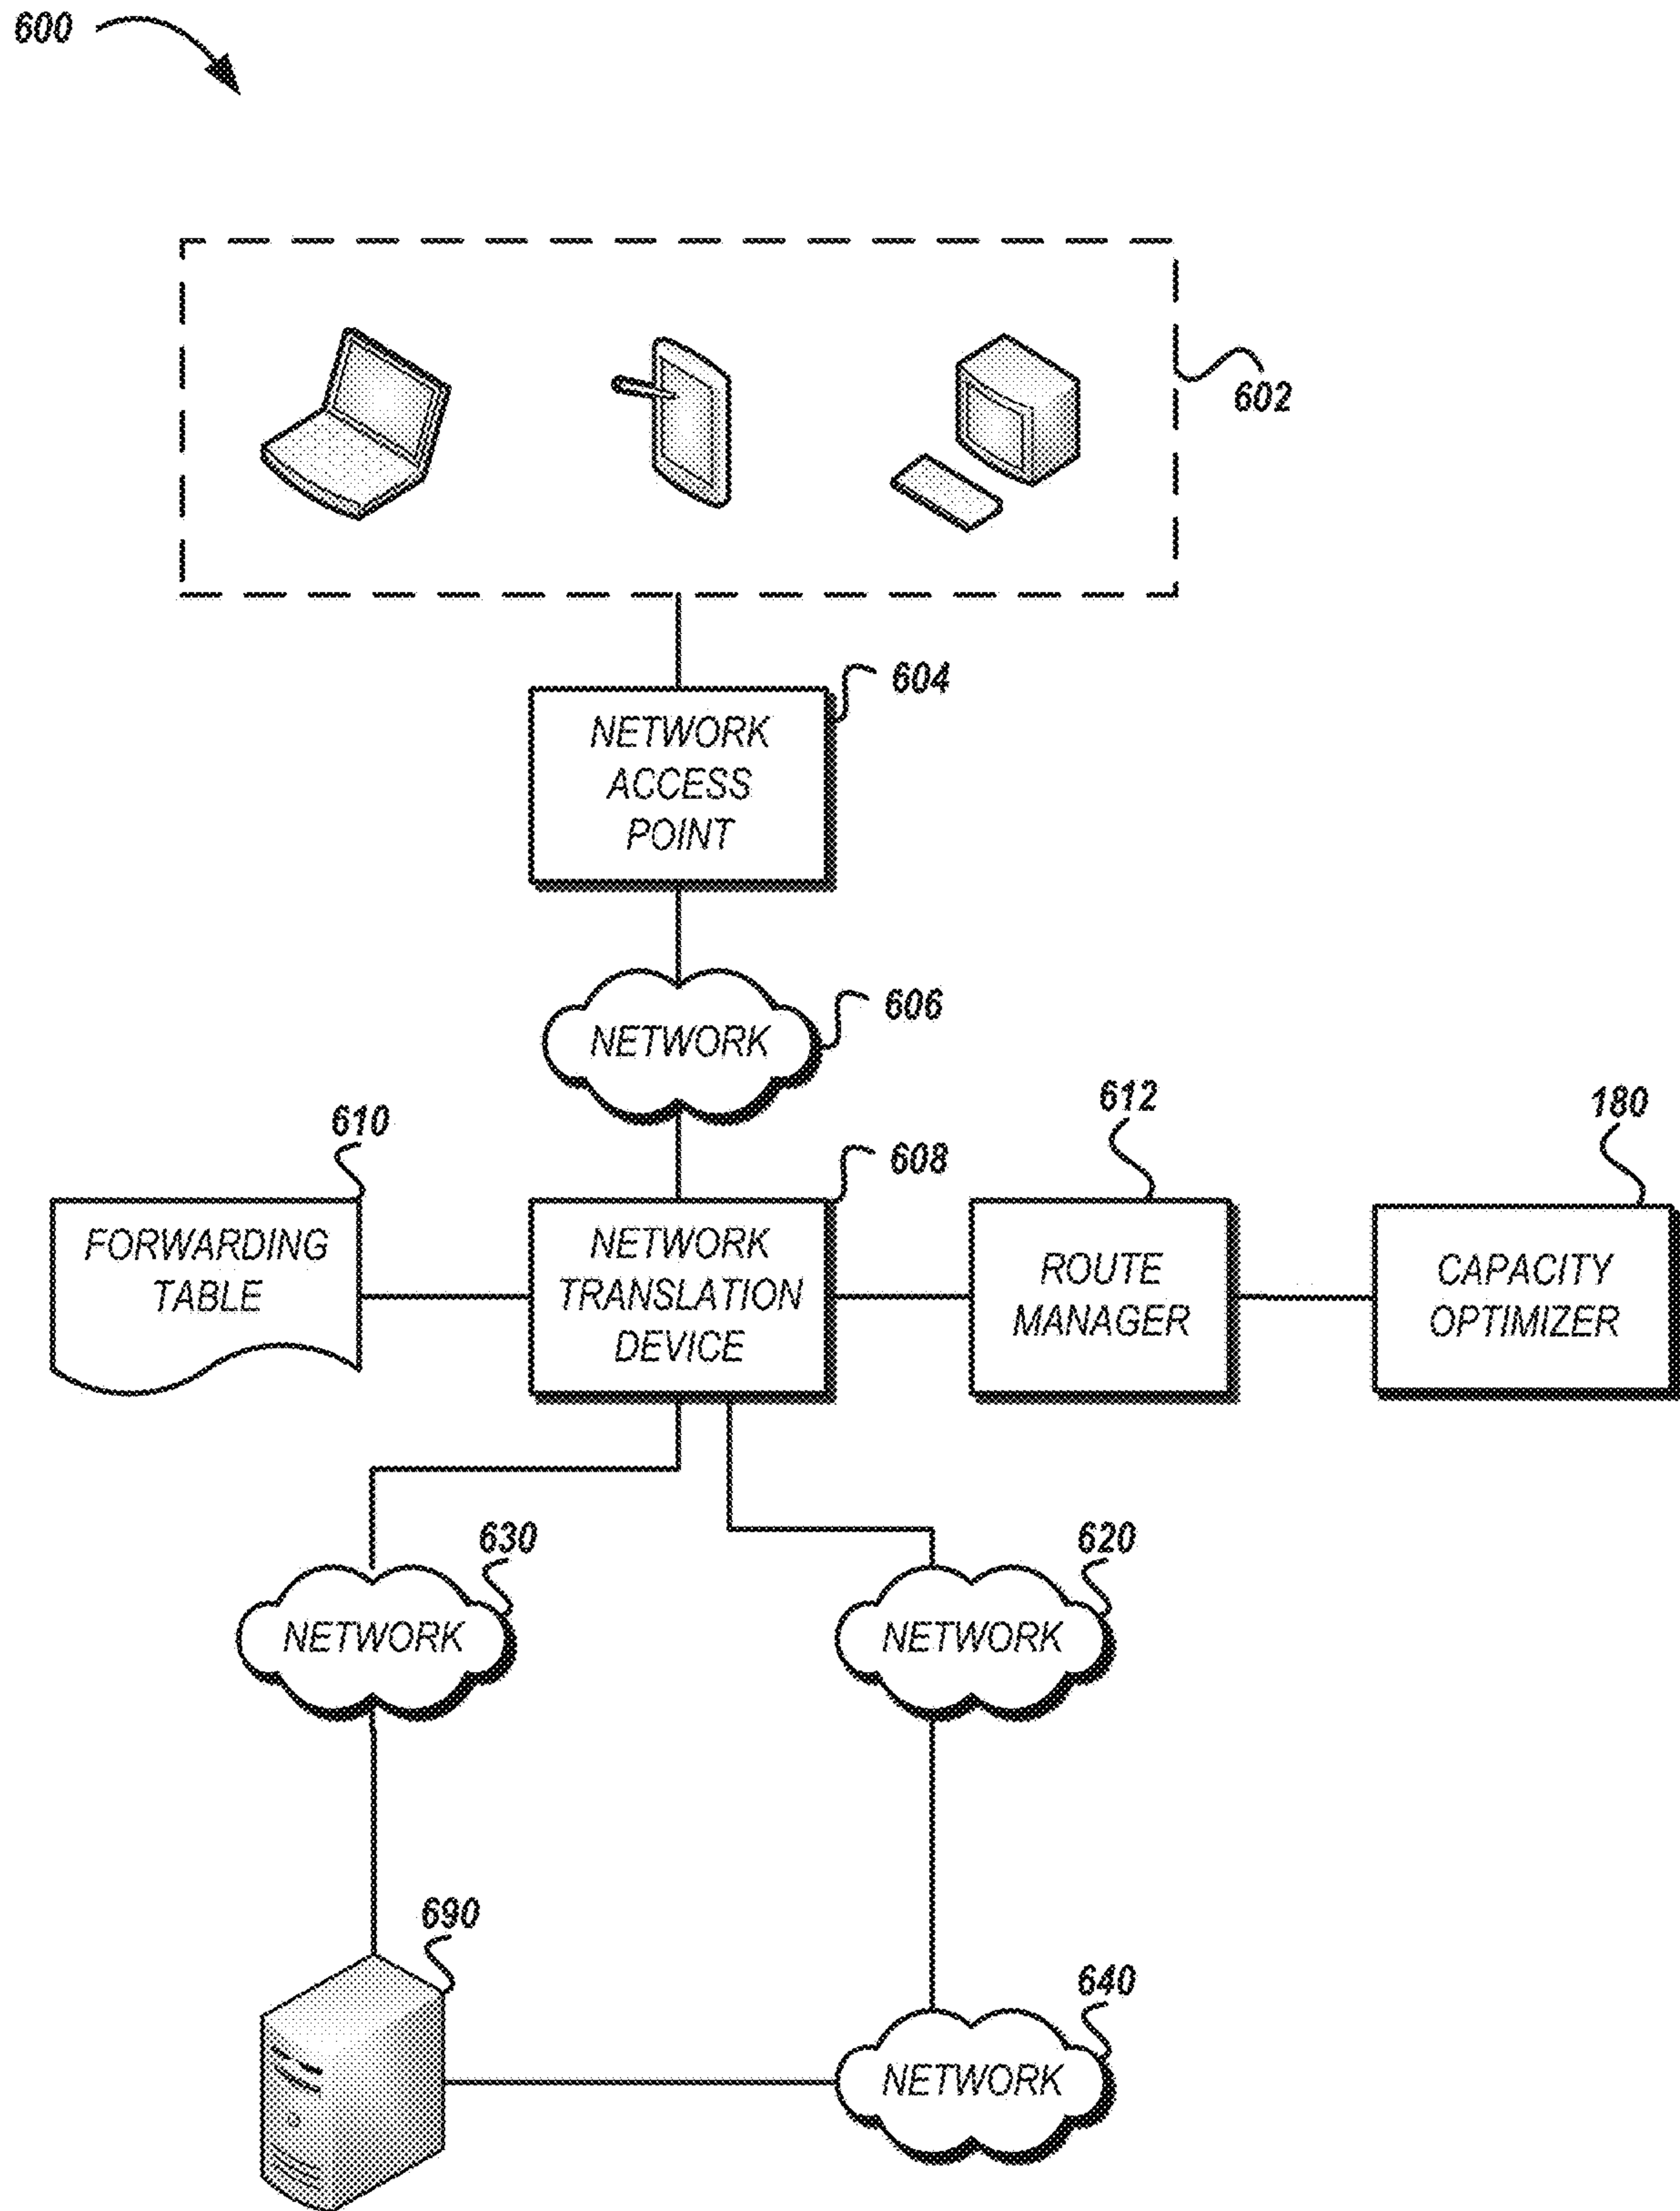 600
602
604
NETWORK
ACCESS
POINT
606
NETWORK
610
FORWARDING
TABLE
608
NETWORK
TRANSLATION
DEVICE
612
ROUTE
MANAGER
180
CAPACITY
OPTIMIZER
630
NETWORK
620
NETWORK
690
640
NETWORK